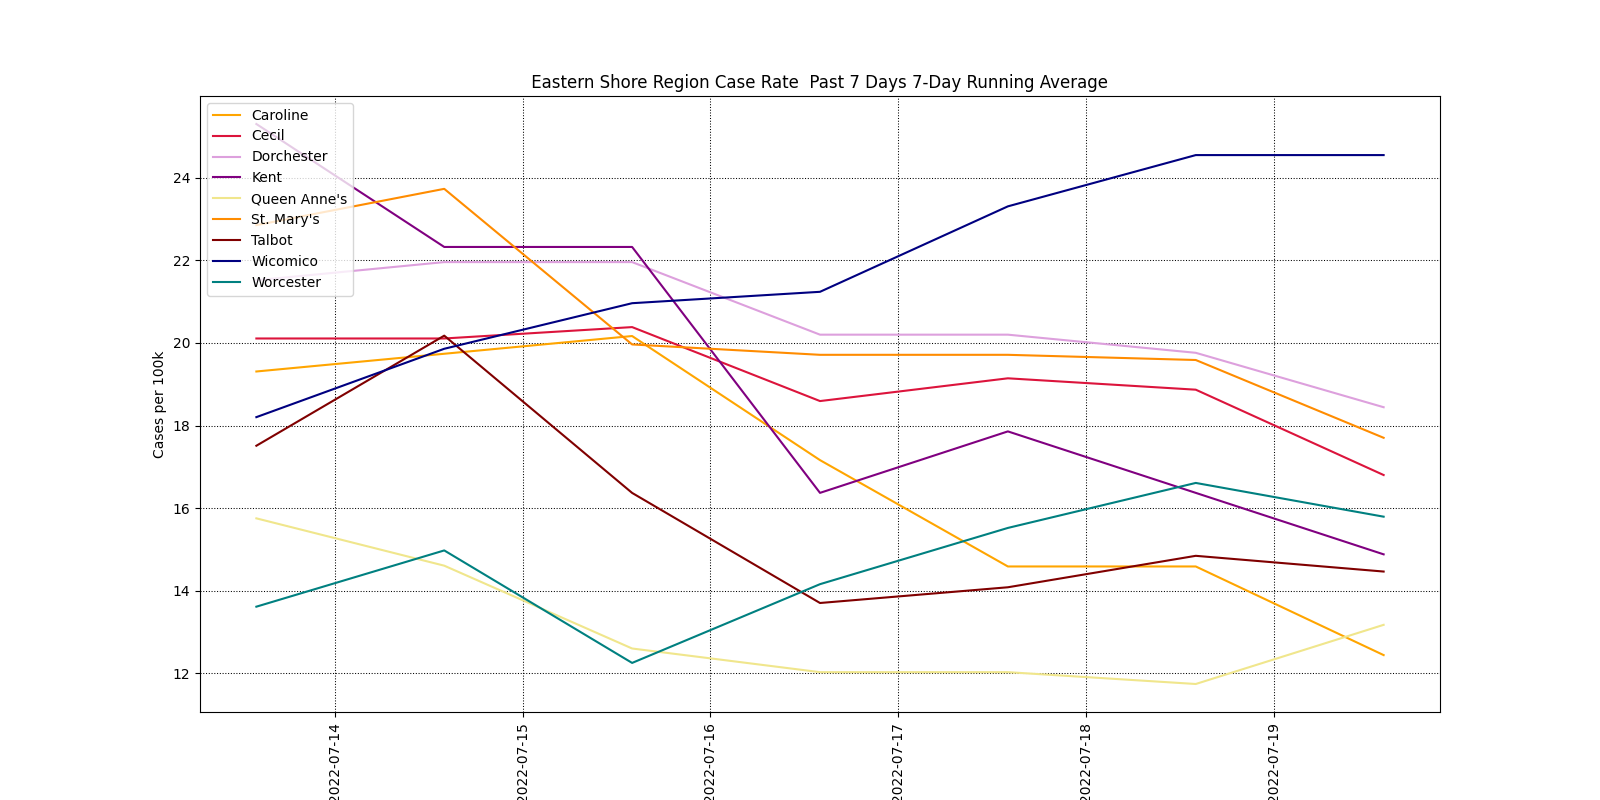 Eastern Shore Region Case Rate  Past 7 Days 7-Day Running Average
Caroline
Cecil
Dorchester
Kent
Queen Anne's
St. Mary's
Talbot
Wicomico
Worcester
Cases per 100k
24
22
20
18
16
14
12
2022-07-14
2022-07-15
2022-07-16
2022-07-17
2022-07-18
2022-07-19